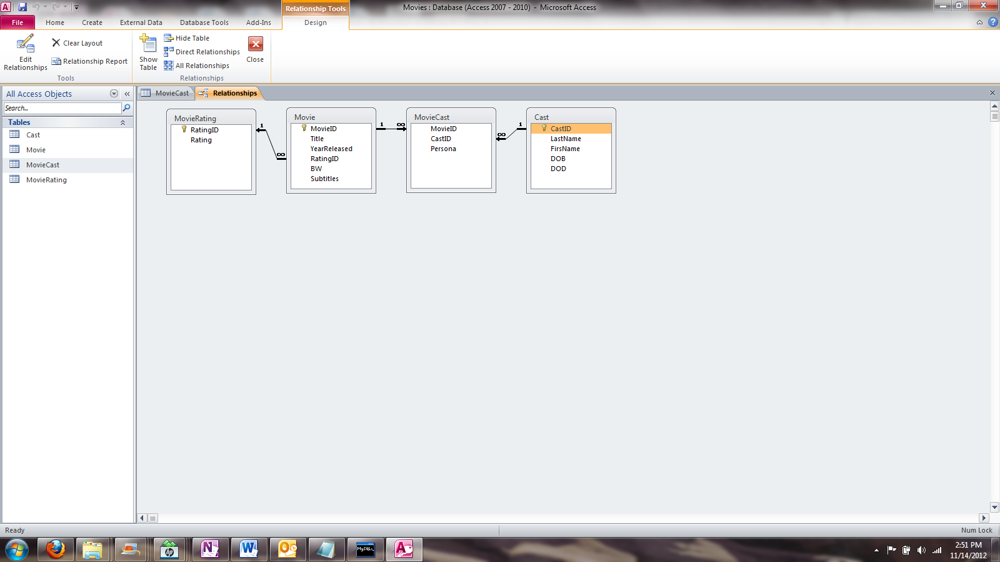 Relationship Tools
Movies : Database (Access 2007 - 2010) - Microsoft Access
File Home Create External Data Database Tools Add-Ins Design
Edit Relationships
Clear Layout
Relationship Report
Tools
Show Table
Hide Table
Direct Relationships
All Relationships
Close
Relationships
All Access Objects
Search...
Tables
Cast
Movie
MovieCast
MovieRating
MovieCast Relationships
MovieRating
RatingID
Rating
1
∞
Movie
MovieID
Title
YearReleased
RatingID
BW
Subtitles
1
∞
MovieCast
MovieID
CastID
Persona
∞
1
Cast
CastID
LastName
FirsName
DOB
DOD
Ready
Num Lock
MySQL
2:51 PM
11/14/2012